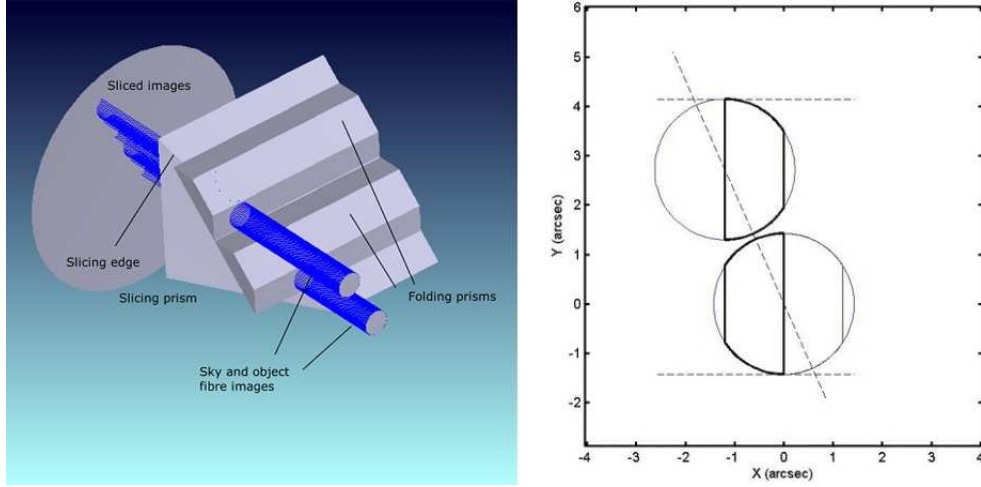 Sliced images
Slicing edge
Slicing prism
Folding prisms
Sky and object
fibre images
6
5
4
3
2
1
0
-1
-2
Y (arcsec)
-4 -3 -2 -1 0 1 2 3 4
X (arcsec)